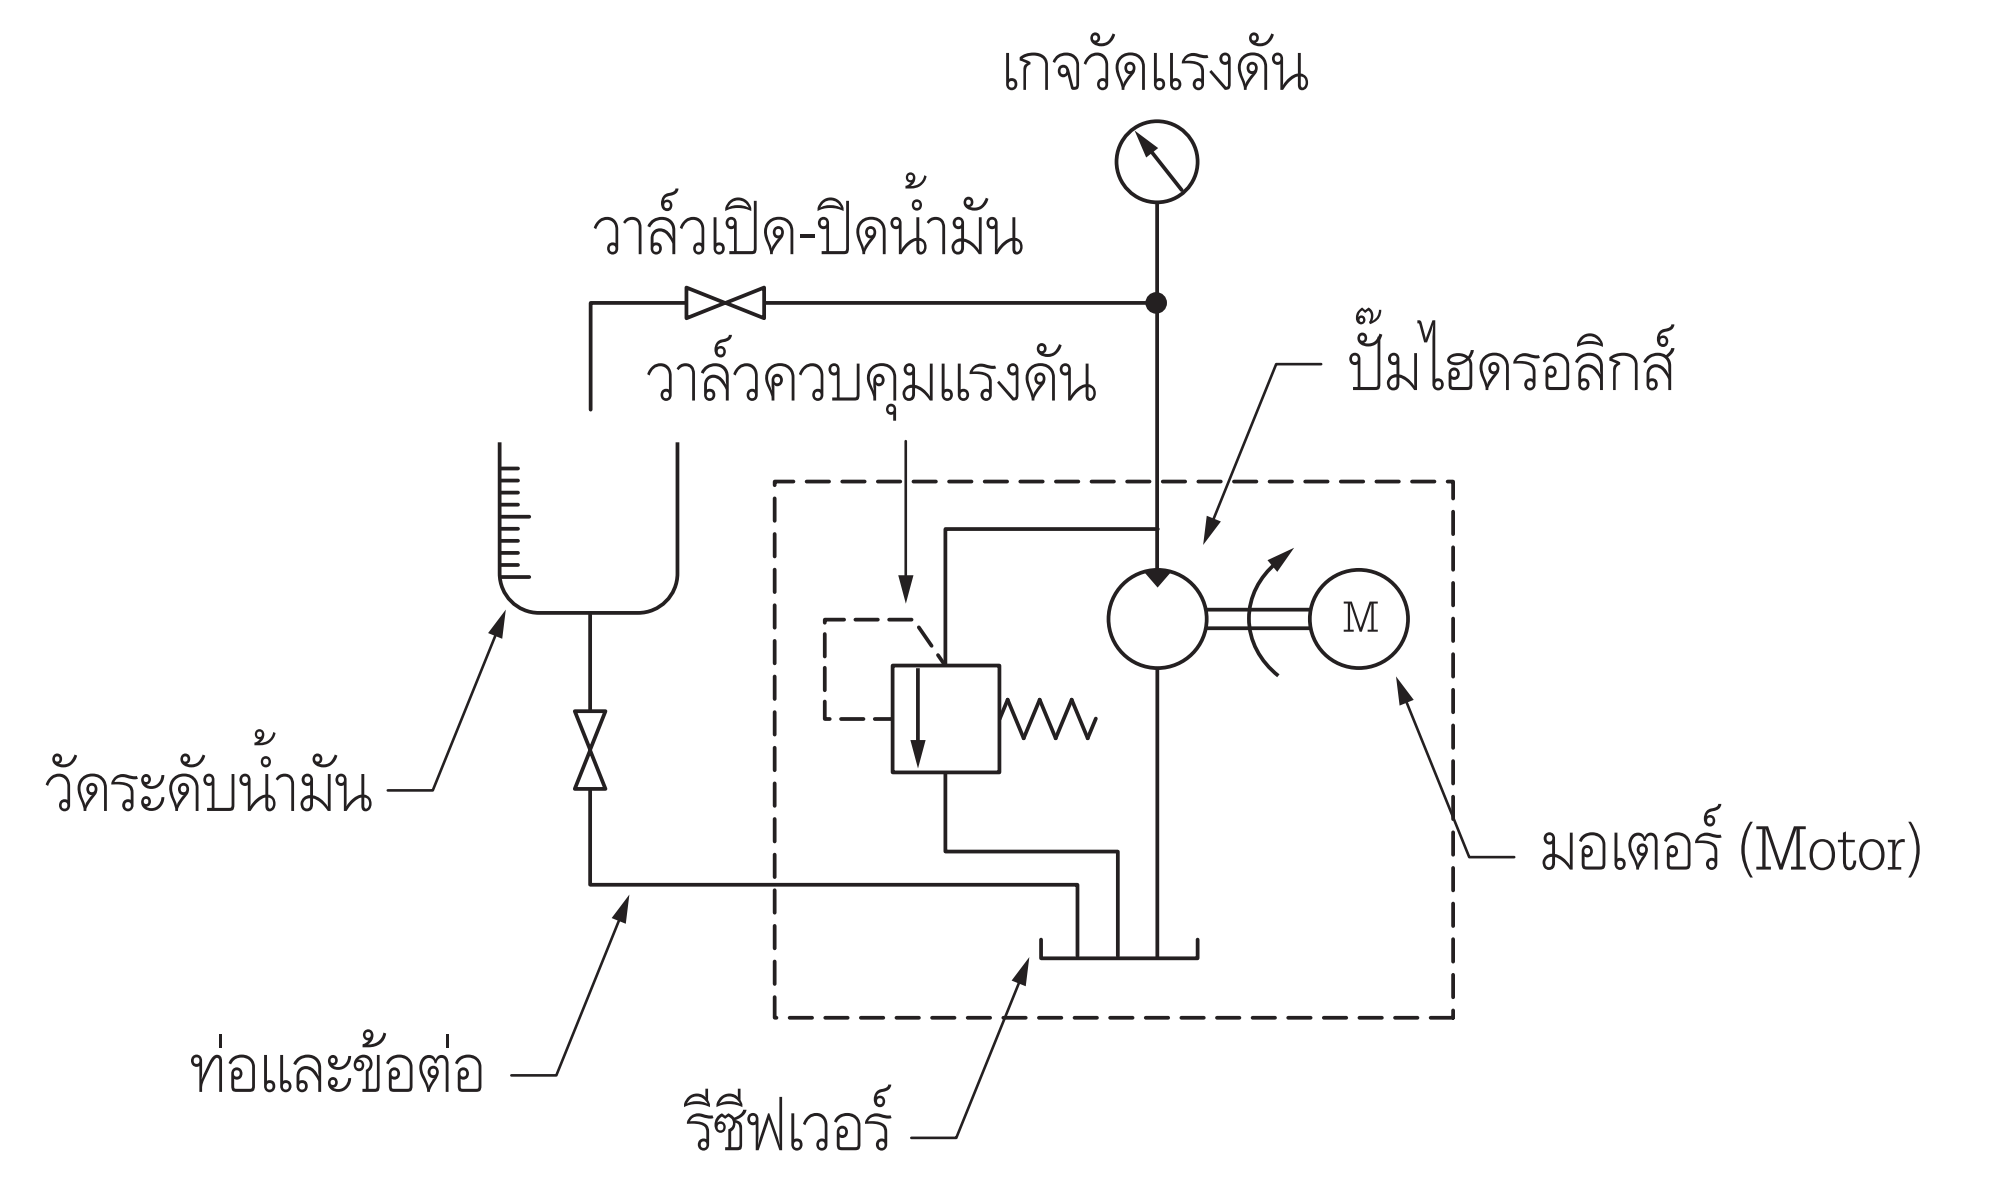 เกจวัดแรงดัน
วาล์วเปิด-ปิดน้ำมัน
วาล์วควบคุมแรงดัน
ปั๊มไฮดรอลิกส์
M
วัดระดับน้ำมัน
มอเตอร์ (Motor)
ท่อและข้อต่อ
รีซีฟเวอร์